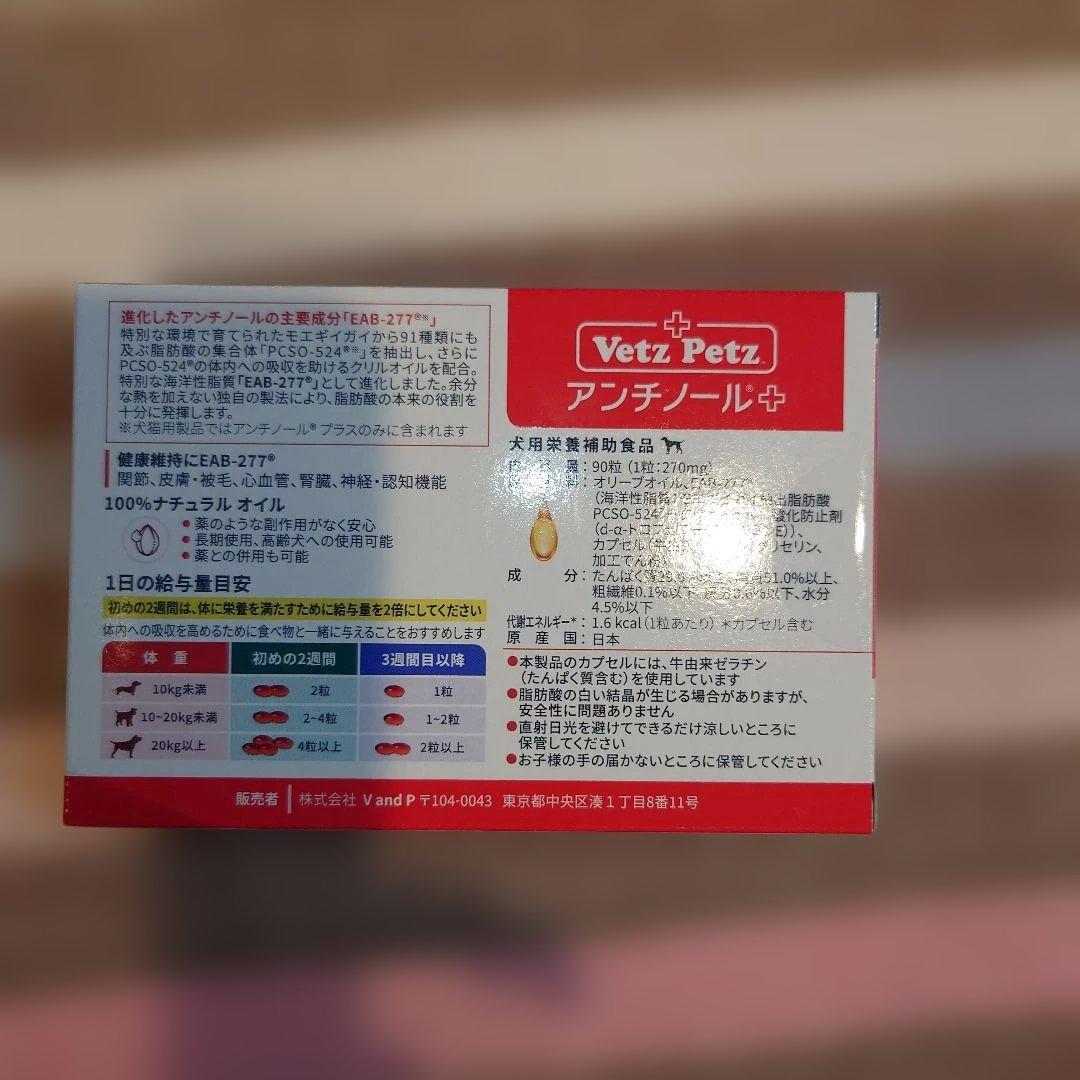 進化したアンチノールの主要成分「EAB-277®※」
特別な環境で育てられたモエギイガイから91種類にも
及ぶ脂肪酸の集合体「PCSO-524®※」を抽出し、さらに
PCSO-524®の体内への吸収を助けるクリルオイルを配合。
特別な海洋性脂質「EAB-277®」として進化しました。余分
な熱を加えない独自の製法により、脂肪酸の本来の役割を
十分に発揮します。
※犬猫用製品ではアンチノール® プラスのみに含まれます
健康維持にEAB-277®
関節、皮膚・被毛、心血管、腎臓、神経・認知機能
100%ナチュラル オイル
●薬のような副作用がなく安心
●長期使用、高齢犬への使用可能
●薬との併用も可能
1日の給与量目安
初めの2週間は、体に栄養を満たすために給与量を2倍にしてください
体内への吸収を高めるために食べ物と一緒に与えることをおすすめします
体 重 初めの2週間 3週間目以降
10kg未満 2粒 1粒
10~20kg未満 2~4粒 1~2粒
20kg以上 4粒以上 2粒以上
Vetz Petz
アンチノール®
犬用栄養補助食品
量：90粒（1粒：270mg）
料：オリーブオイル、EAB-277®
（海洋性脂質 抽出脂肪酸
PCSO-524 酸化防止剤
（d-α-トコフ E））、
カプセル（牛 リセリン、
加工でん粉
成 分：たんぱく質 51.0%以上、
粗繊維0.1%以下 以下、水分
4.5%以下
代謝エネルギー*：1.6 kcal（1粒あたり）*カプセル含む
原 産 国：日本
●本製品のカプセルには、牛由来ゼラチン
（たんぱく質含む）を使用しています
●脂肪酸の白い結晶が生じる場合がありますが、
安全性に問題ありません
●直射日光を避けてできるだけ涼しいところに
保管してください
●お子様の手の届かないところに保管してください
販売者 株式会社 V and P 〒104-0043 東京都中央区湊1丁目8番11号